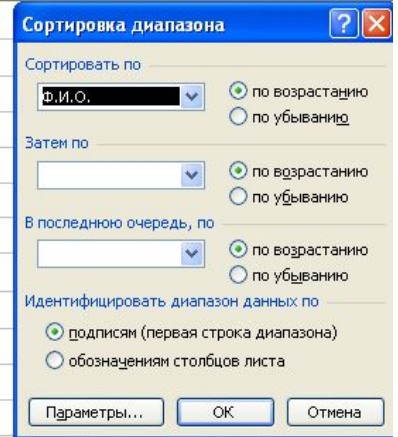 Сортировка диапазона
Сортировать по
Ф.И.О.
по возрастанию
по убыванию
Затем по
по возрастанию
по убыванию
В последнюю очередь, по
по возрастанию
по убыванию
Идентифицировать диапазон данных по
подписям (первая строка диапазона)
обозначениям столбцов листа
Параметры... ОК Отмена